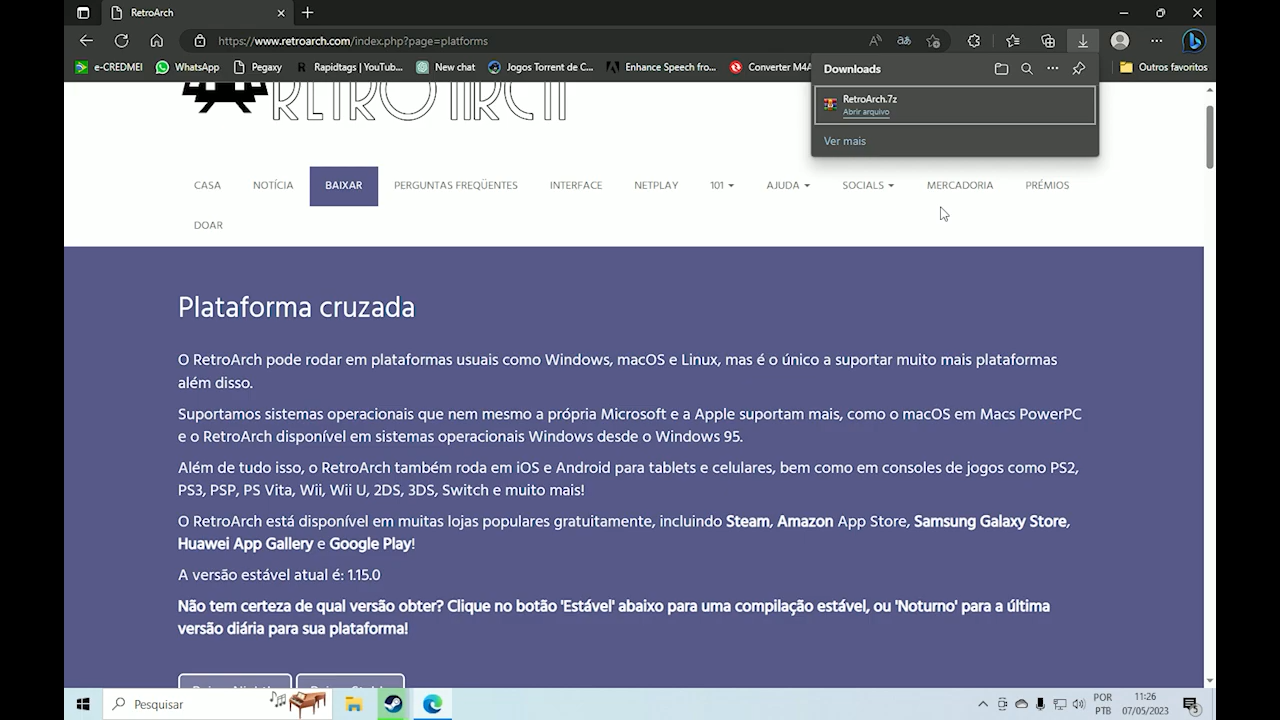 RetroArch
https://www.retroarch.com/index.php?page=platforms
e-CREDMEI
WhatsApp
Pegaxy
Rapidtags | YouTub...
New chat
Jogos Torrent de C...
Enhance Speech fro...
Converter M4A
Outros favoritos
Downloads
RetroArch.7z
Abrir arquivo
Ver mais
RETROARCH
CASA NOTÍCIA BAIXAR PERGUNTAS FREQÜENTES INTERFACE NETPLAY 101 AJUDA SOCIALS MERCADORIA PRÉMIOS
DOAR
Plataforma cruzada
O RetroArch pode rodar em plataformas usuais como Windows, macOS e Linux, mas é o único a suportar muito mais plataformas
além disso.
Suportamos sistemas operacionais que nem mesmo a própria Microsoft e a Apple suportam mais, como o macOS em Macs PowerPC
e o RetroArch disponível em sistemas operacionais Windows desde o Windows 95.
Além de tudo isso, o RetroArch também roda em iOS e Android para tablets e celulares, bem como em consoles de jogos como PS2,
PS3, PSP, PS Vita, Wii, Wii U, 2DS, 3DS, Switch e muito mais!
O RetroArch está disponível em muitas lojas populares gratuitamente, incluindo Steam, Amazon App Store, Samsung Galaxy Store,
Huawei App Gallery e Google Play!
A versão estável atual é: 1.15.0
Não tem certeza de qual versão obter? Clique no botão 'Estável' abaixo para uma compilação estável, ou 'Noturno' para a última
versão diária para sua plataforma!
Pesquisar
POR
PTB
11:26
07/05/2023
5